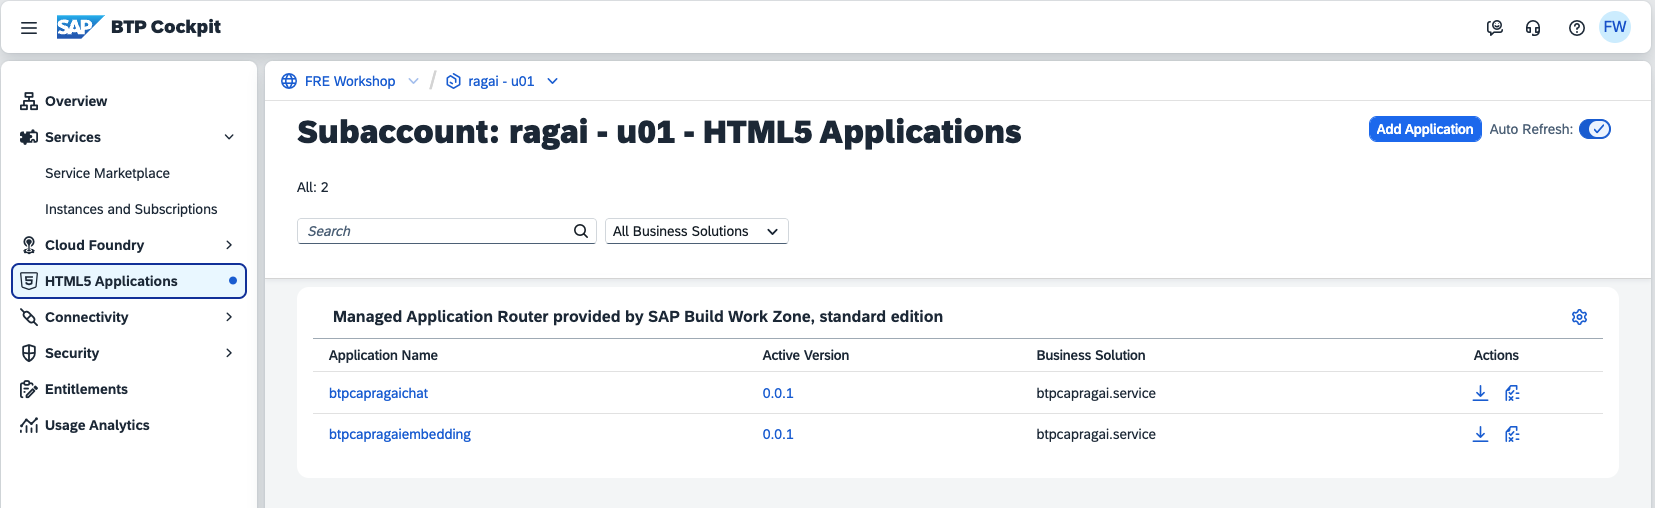 SAP BTP Cockpit FW
FRE Workshop / ragai - u01
Overview
Services
Service Marketplace
Instances and Subscriptions
Cloud Foundry
5 HTML5 Applications
Connectivity
Security
Entitlements
Usage Analytics
Subaccount: ragai - u01 - HTML5 Applications
Add Application Auto Refresh:
All: 2
Search All Business Solutions
Managed Application Router provided by SAP Build Work Zone, standard edition
Application Name Active Version Business Solution Actions
btpcapragaichat 0.0.1 btpcapragai.service
btpcapragaiembedding 0.0.1 btpcapragai.service